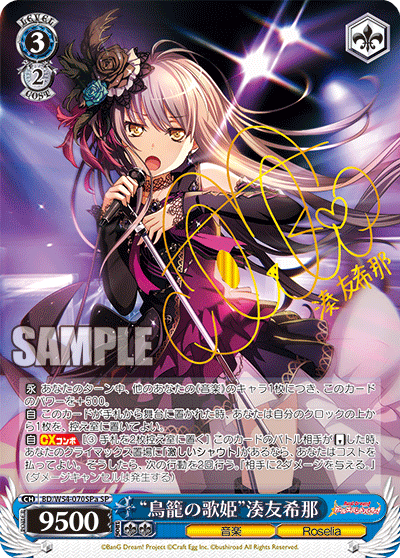 LEVEL
3
2
COST
湊友希那
SAMPLE
永 あなたのターン中、他のあなたの《音楽》のキャラ1枚につき、このカードのパワーを+500。
自 このカードが手札から舞台に置かれた時、あなたは自分のクロックの上から1枚を、控え室に置いてよい。
自 CXコンボ [③ 手札を2枚控え室に置く] このカードのバトル相手が した時、あなたのクライマックス置場に「激しいシャウト」があるなら、あなたはコストを払ってよい。そうしたら、次の行動を2回行う。『相手に2ダメージを与える。』(ダメージキャンセルは発生する)
CH BD/WS4-070SPa SP
POWER
9500
“鳥籠の歌姫”湊友希那
音楽
Roselia
©BanG Dream! Project ©Craft Egg Inc. ©bushiroad All Rights Reserved.